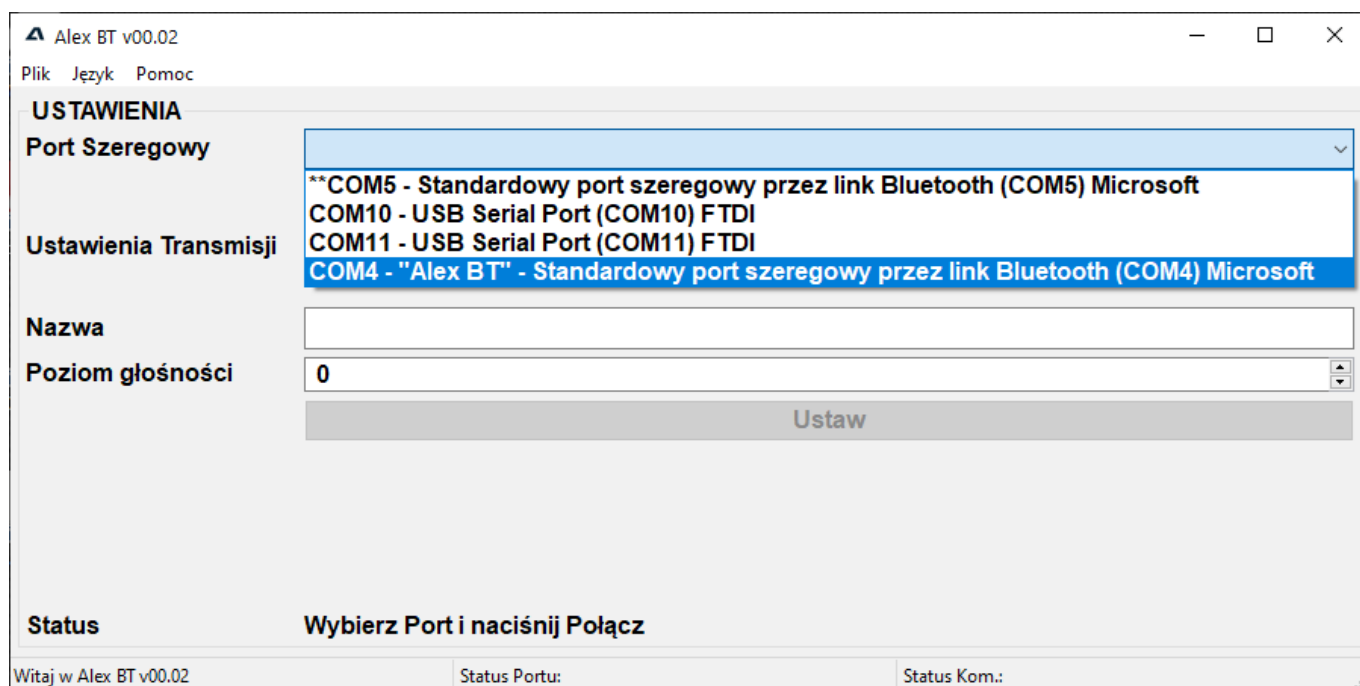 Alex BT v00.02
Plik Język Pomoc
USTAWIENIA
Port Szeregowy
**COM5 - Standardowy port szeregowy przez link Bluetooth (COM5) Microsoft
COM10 - USB Serial Port (COM10) FTDI
COM11 - USB Serial Port (COM11) FTDI
Ustawienia Transmisji
COM4 - "Alex BT" - Standardowy port szeregowy przez link Bluetooth (COM4) Microsoft
Nazwa
Poziom głośności 0
Ustaw
Status Wybierz Port i naciśnij Połącz
Witaj w Alex BT v00.02 Status Portu: Status Kom.: